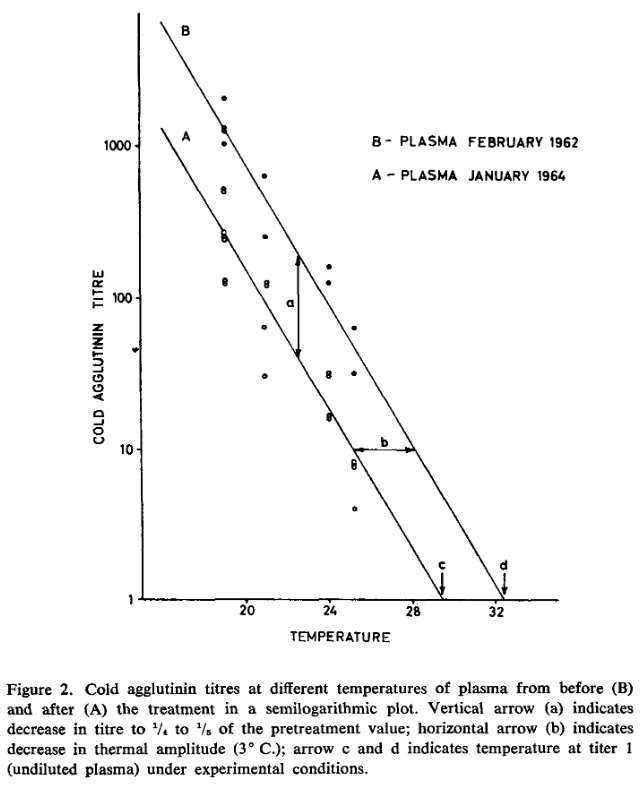 B
A
1000
B - PLASMA FEBRUARY 1962
A - PLASMA JANUARY 1964
100
a
COLD AGGLUTININ TITRE
10
b
c
d
1
20
24
28
32
TEMPERATURE
Figure 2. Cold agglutinin titres at different temperatures of plasma from before (B)
and after (A) the treatment in a semilogarithmic plot. Vertical arrow (a) indicates
decrease in titre to ¹/₄ to ¹/₅ of the pretreatment value; horizontal arrow (b) indicates
decrease in thermal amplitude (3° C.); arrow c and d indicates temperature at titer 1
(undiluted plasma) under experimental conditions.